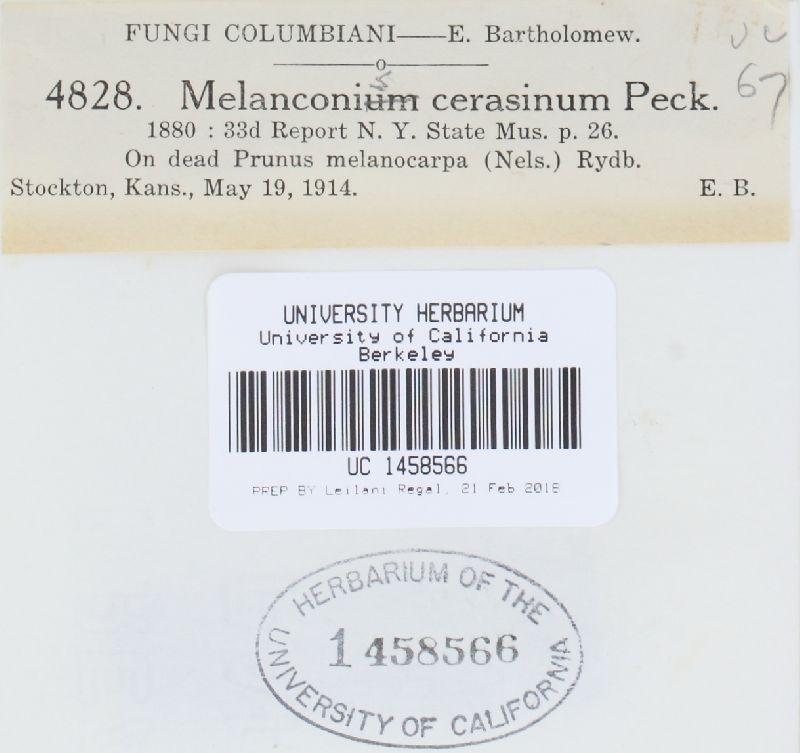 FUNGI COLUMBIANI——E. Bartholomew.
o
4828. Melanconium cerasinum Peck.
67
1880 : 33d Report N. Y. State Mus. p. 26.
On dead Prunus melanocarpa (Nels.) Rydb.
Stockton, Kans., May 19, 1914. E. B.
UNIVERSITY HERBARIUM
University of California
Berkeley
UC 1458566
PREP BY Leilani Regal, 21 Feb
HERBARIUM OF THE
1458566
UNIVERSITY OF CALIFORNIA